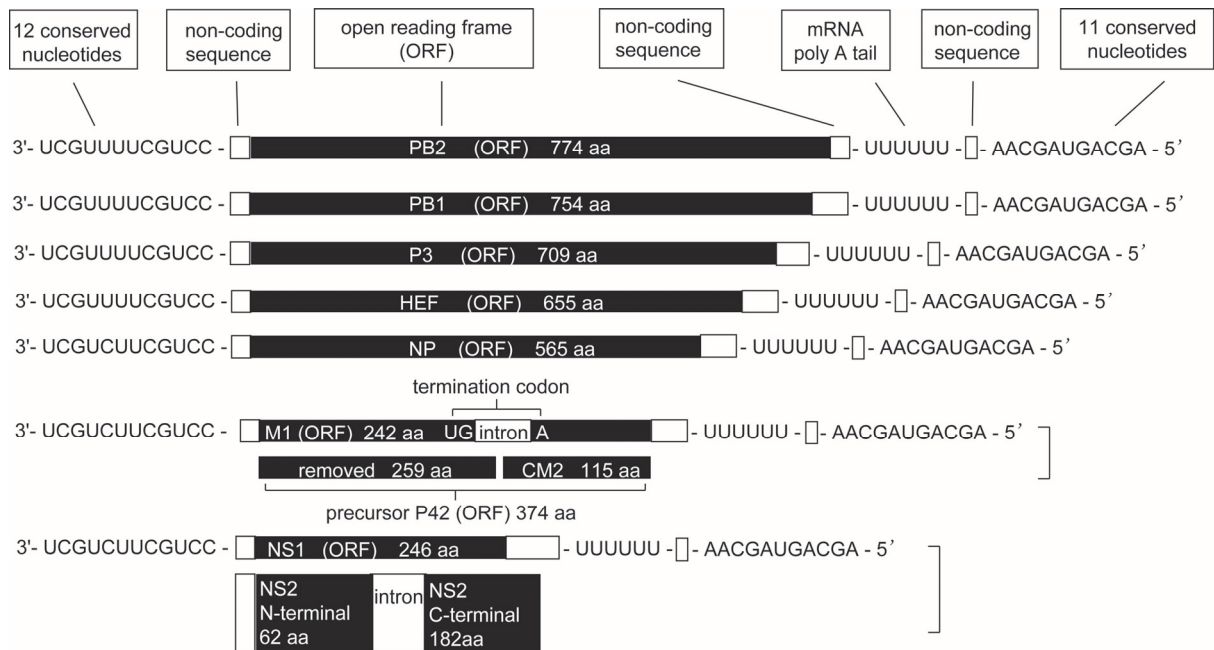 12 conserved
nucleotides
non-coding
sequence
open reading frame
(ORF)
non-coding
sequence
mRNA
poly A tail
non-coding
sequence
11 conserved
nucleotides
3'- UCGUUUUCGUCC - PB2 (ORF) 774 aa - UUUUUU - - AACGAUGACGA - 5'
3'- UCGUUUUCGUCC - PB1 (ORF) 754 aa - UUUUUU - - AACGAUGACGA - 5'
3'- UCGUUUUCGUCC - P3 (ORF) 709 aa - UUUUUU - - AACGAUGACGA - 5'
3'- UCGUUUUCGUCC - HEF (ORF) 655 aa - UUUUUU - - AACGAUGACGA - 5'
3'- UCGUCUUCGUCC - NP (ORF) 565 aa - UUUUUU - - AACGAUGACGA - 5'
termination codon
3'- UCGUCUUCGUCC - M1 (ORF) 242 aa UG intron A - UUUUUU - - AACGAUGACGA - 5'
removed 259 aa CM2 115 aa
precursor P42 (ORF) 374 aa
3'- UCGUCUUCGUCC - NS1 (ORF) 246 aa - UUUUUU - - AACGAUGACGA - 5'
NS2
N-terminal
62 aa
intron
NS2
C-terminal
182aa